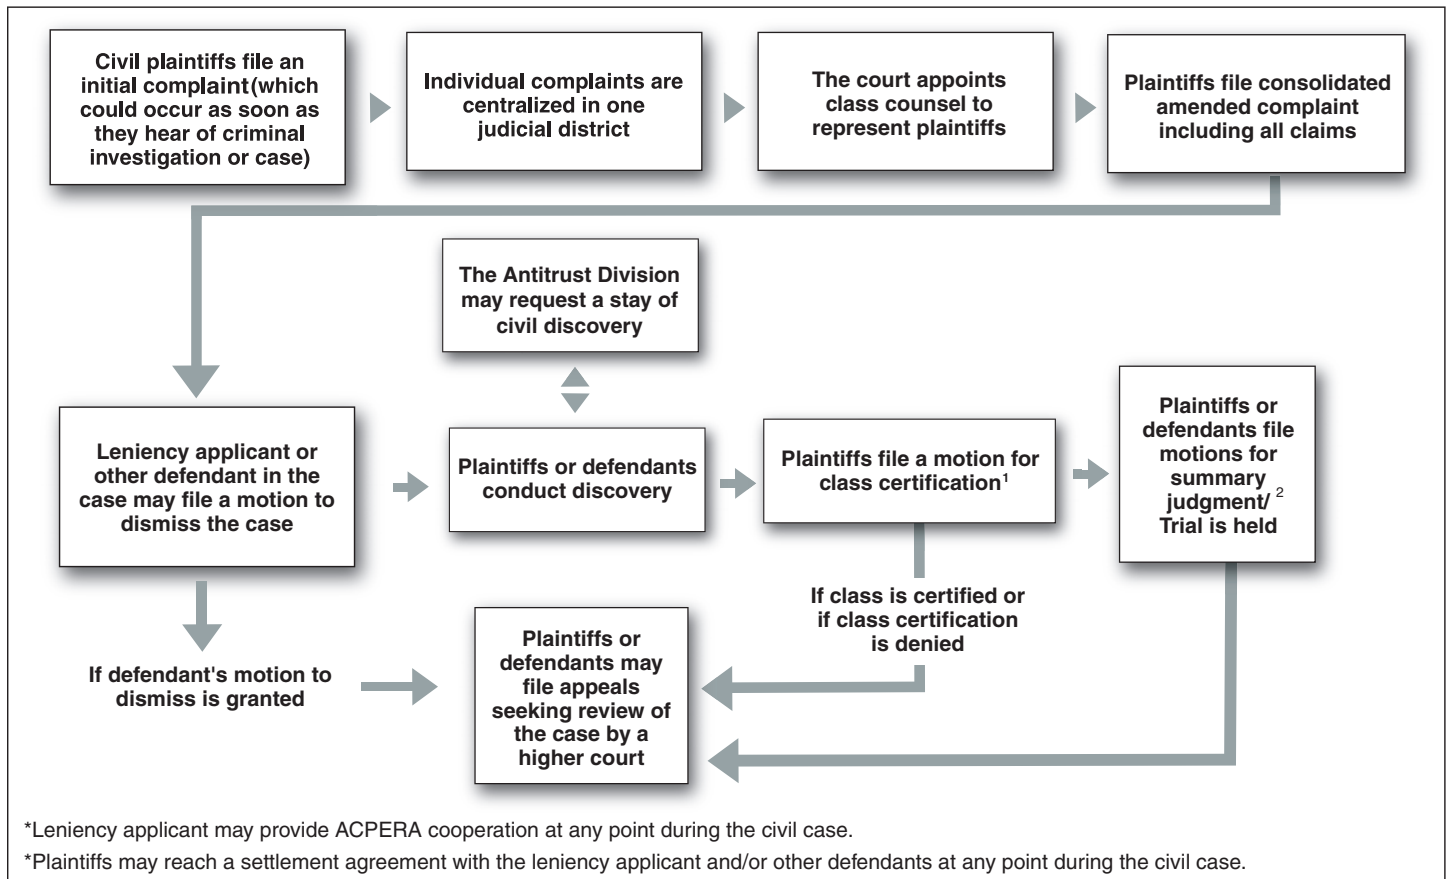 Civil plaintiffs file an
initial complaint(which
could occur as soon as
they hear of criminal
investigation or case)
Individual complaints are
centralized in one
judicial district
The court appoints
class counsel to
represent plaintiffs
Plaintiffs file consolidated
amended complaint
including all claims
The Antitrust Division
may request a stay of
civil discovery
Leniency applicant or
other defendant in the
case may file a motion to
dismiss the case
Plaintiffs or defendants
conduct discovery
Plaintiffs file a motion for
class certification¹
Plaintiffs or
defendants file
motions for
summary
judgment/ ²
Trial is held
If defendant's motion to
dismiss is granted
Plaintiffs or
defendants may
file appeals
seeking review of
the case by a
higher court
If class is certified or
if class certification
is denied
*Leniency applicant may provide ACPERA cooperation at any point during the civil case.
*Plaintiffs may reach a settlement agreement with the leniency applicant and/or other defendants at any point during the civil case.